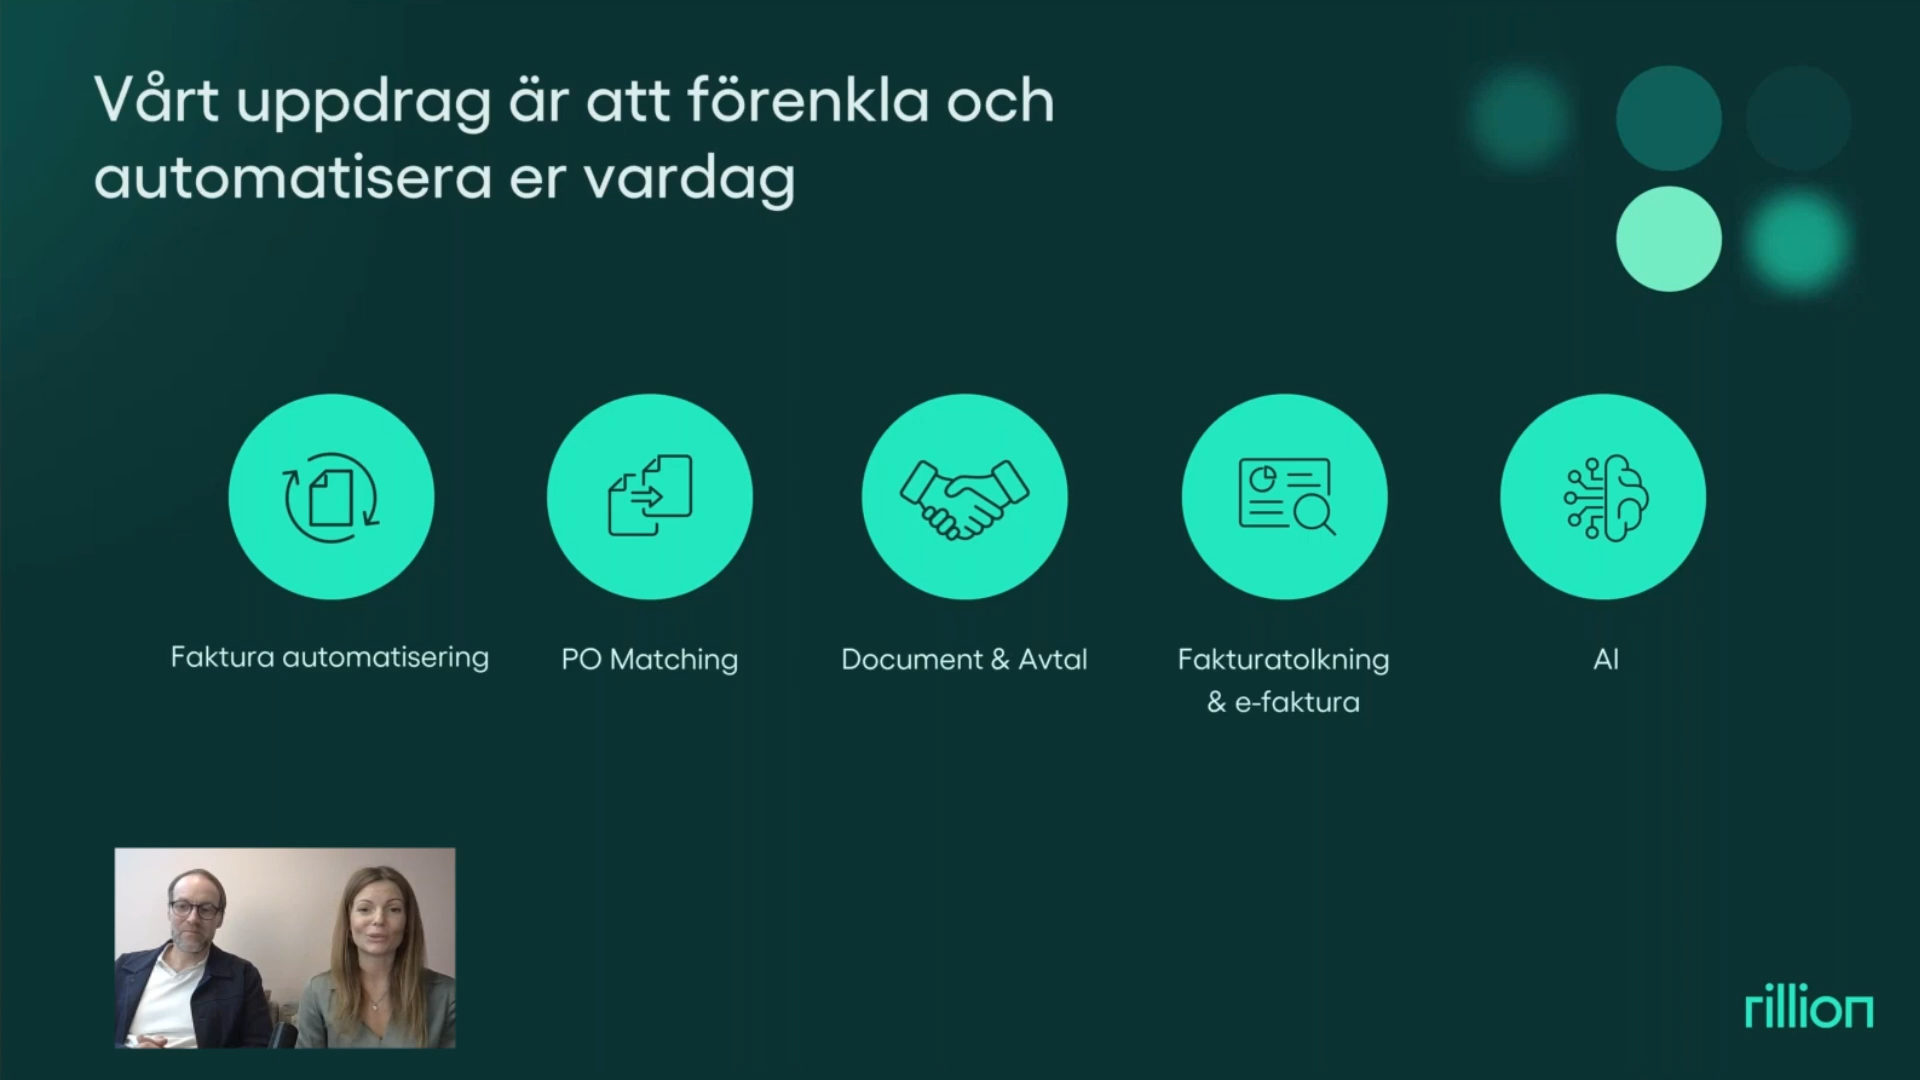 Vårt uppdrag är att förenkla och
automatisera er vardag
Faktura automatisering
PO Matching
Document & Avtal
Fakturatolkning
& e-faktura
AI
rillion